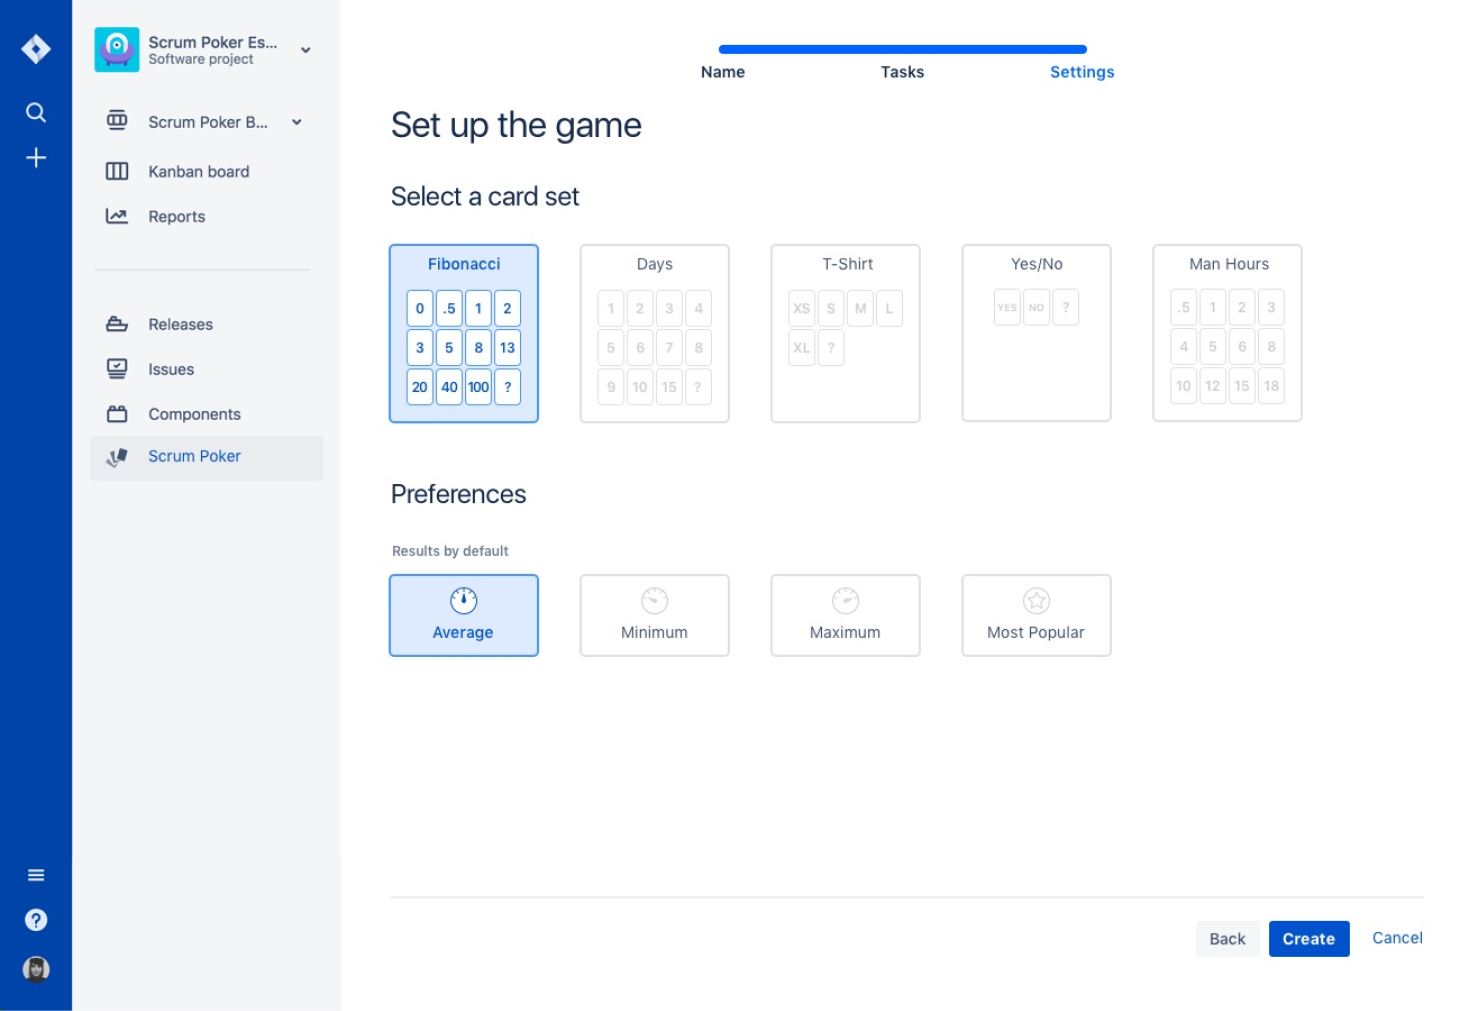 Scrum Poker Es...
Software project
Scrum Poker B...
Kanban board
Reports
Releases
Issues
Components
Scrum Poker
Name Tasks Settings
Set up the game
Select a card set
Fibonacci
0 .5 1 2
3 5 8 13
20 40 100 ?
Days
1 2 3 4
5 6 7 8
9 10 15 ?
T-Shirt
XS S M L
XL ?
Yes/No
YES NO ?
Man Hours
.5 1 2 3
4 5 6 8
10 12 15 18
Preferences
Results by default
Average
Minimum
Maximum
Most Popular
?
Back Create Cancel